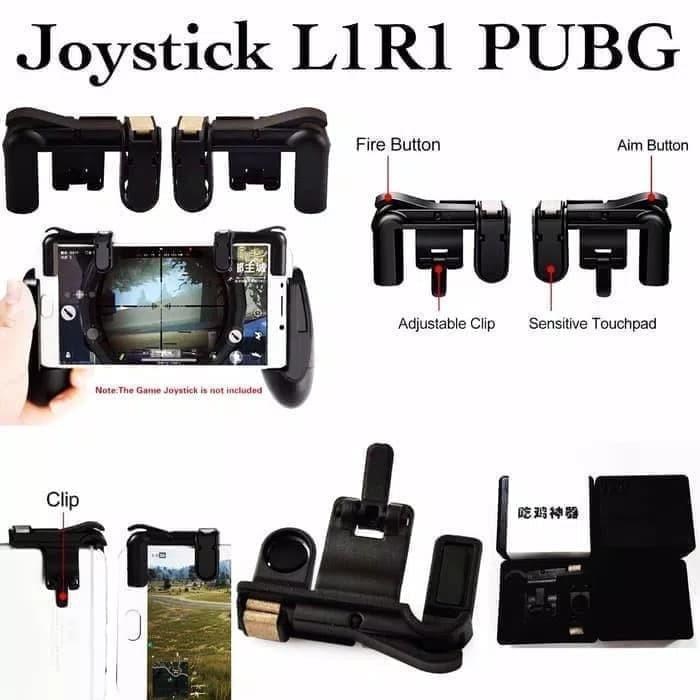 Joystick L1R1 PUBG
Fire Button
Aim Button
Adjustable Clip
Sensitive Touchpad
Note:The Game Joystick is not included
Clip
吃鸡神器